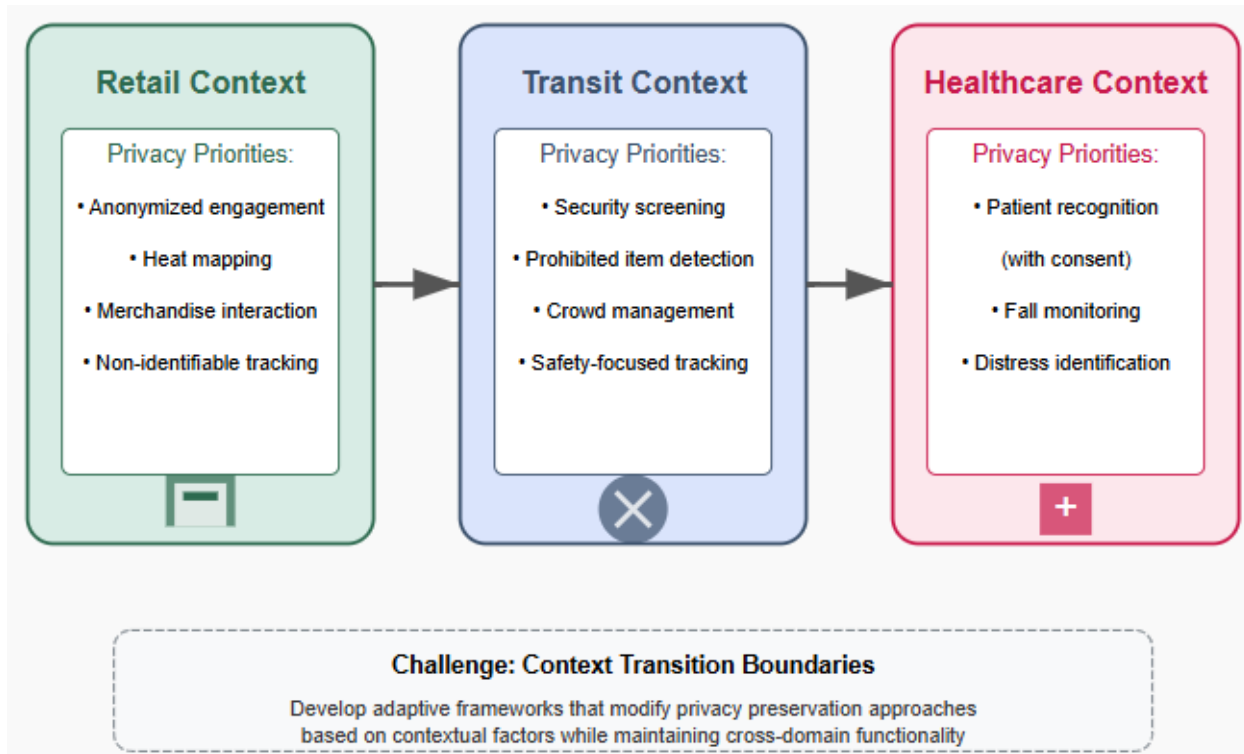 Retail Context
Privacy Priorities:
• Anonymized engagement
• Heat mapping
• Merchandise interaction
• Non-identifiable tracking
Transit Context
Privacy Priorities:
• Security screening
• Prohibited item detection
• Crowd management
• Safety-focused tracking
Healthcare Context
Privacy Priorities:
• Patient recognition
(with consent)
• Fall monitoring
• Distress identification
Challenge: Context Transition Boundaries
Develop adaptive frameworks that modify privacy preservation approaches
based on contextual factors while maintaining cross-domain functionality